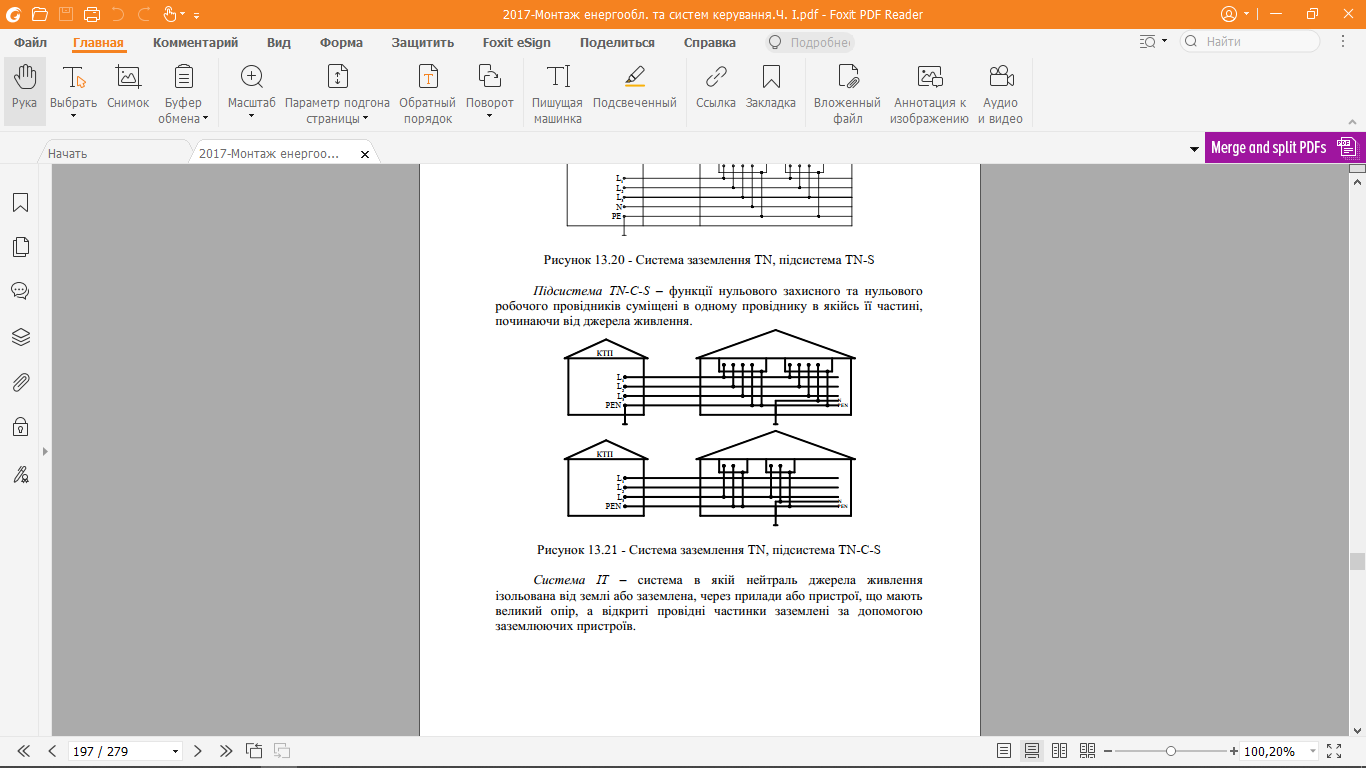 2017-Монтаж енергообл. та систем керування.Ч. I.pdf - Foxit PDF Reader
Файл Главная Комментарий Вид Форма Защитить Foxit eSign Поделиться Справка Подробнее Найти
Рука Выбрать Снимок Буфер обмена Масштаб Параметр подгона страницы Обратный порядок Поворот Пишущая машинка Подсвеченный Ссылка Закладка Вложенный файл Аннотация к изображению Аудио и видео
Начать 2017-Монтаж енергоо... Merge and split PDFs
L
L
L
N
PE
Рисунок 13.20 - Система заземлення TN, підсистема TN-S
Підсистема TN-C-S – функції нульового захисного та нульового
робочого провідників суміщені в одному провіднику в якійсь її частині,
починаючи від джерела живлення.
КТП
L
L
L
PEN
N
PEN
КТП
L
L
L
PEN
N
PEN
Рисунок 13.21 - Система заземлення TN, підсистема TN-C-S
Система IT – система в якій нейтраль джерела живлення
ізольована від землі або заземлена, через прилади або пристрої, що мають
великий опір, а відкриті провідні частинки заземлені за допомогою
заземлюючих пристроїв.
197 / 279 100,20%